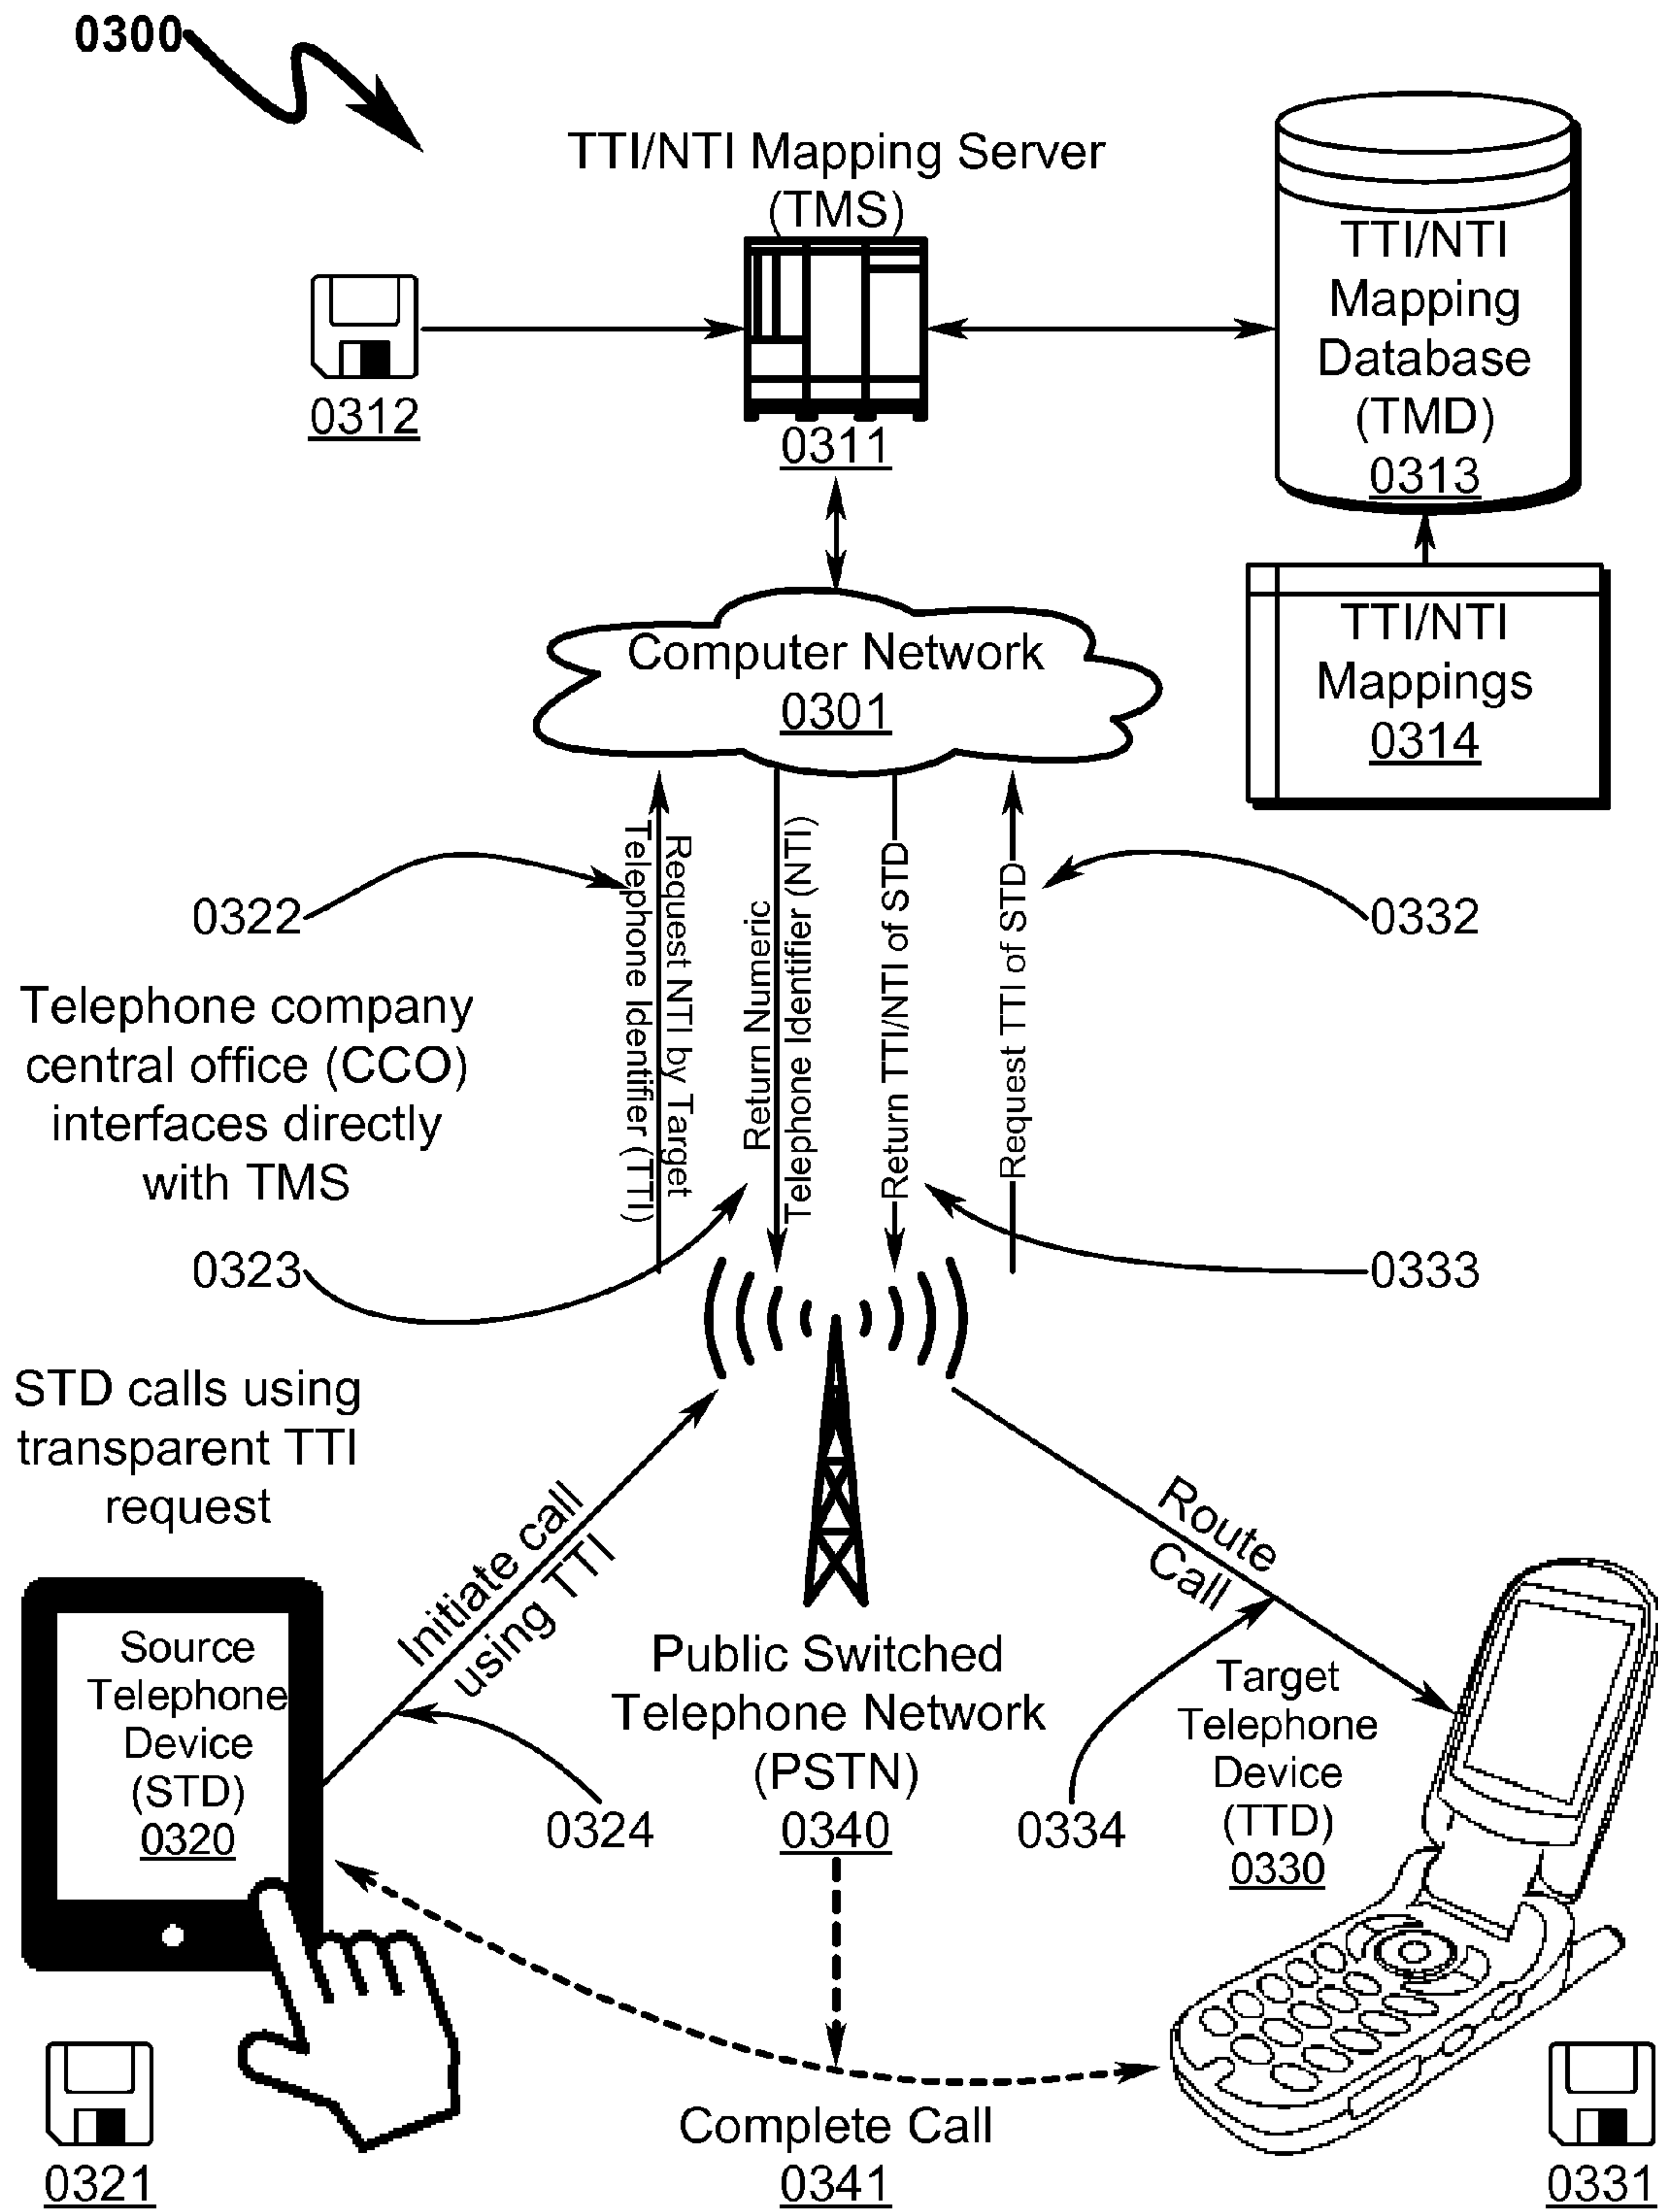 0300
TTI/NTI Mapping Server
(TMS)
0312
0311
TTI/NTI
Mapping
Database
(TMD)
0313
TTI/NTI
Mappings
0314
Computer Network
0301
0322
Request NTI by Target
Telephone Identifier (TTI)
Return Numeric
Telephone Identifier (NTI)
Return TTI/NTI of STD
Request TTI of STD
0332
Telephone company
central office (CCO)
interfaces directly
with TMS
0323
0333
STD calls using
transparent TTI
request
Initiate call
using TTI
Route
Call
Source
Telephone
Device
(STD)
0320
0324
Public Switched
Telephone Network
(PSTN)
0340
0334
Target
Telephone
Device
(TTD)
0330
Complete Call
0341
0321
0331